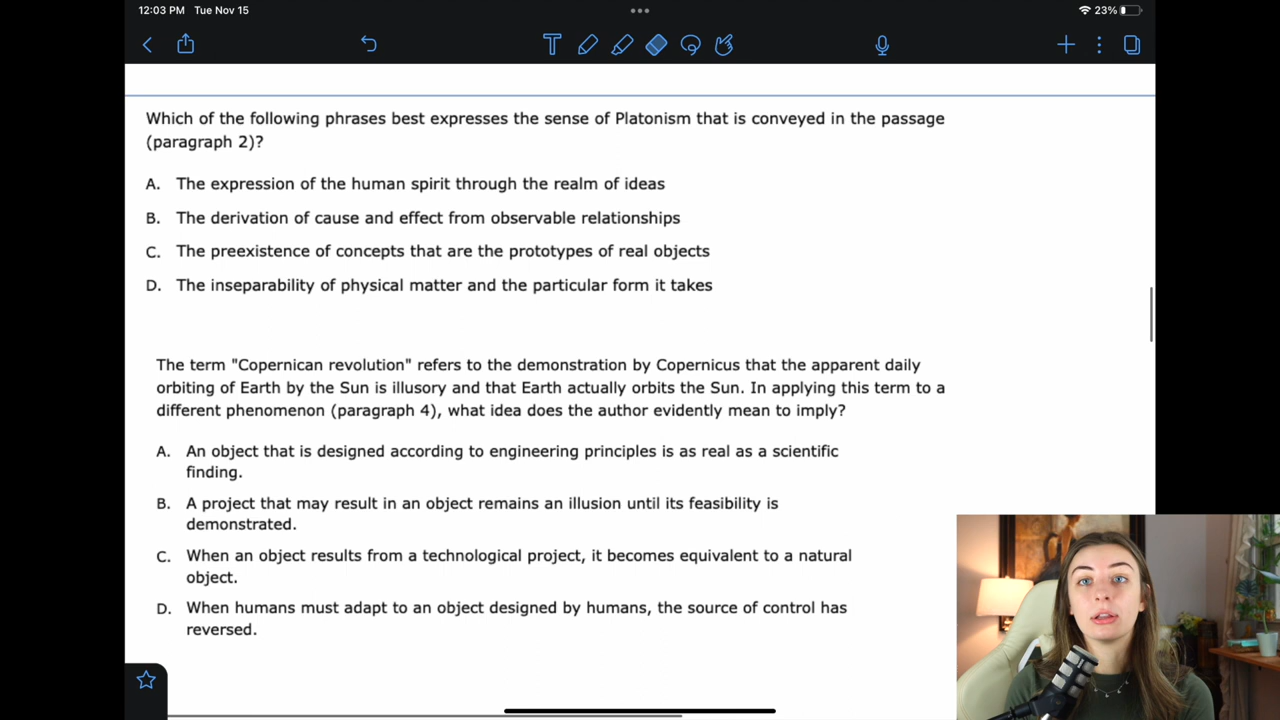 12:03 PM Tue Nov 15
23%
Which of the following phrases best expresses the sense of Platonism that is conveyed in the passage
(paragraph 2)?
A. The expression of the human spirit through the realm of ideas
B. The derivation of cause and effect from observable relationships
C. The preexistence of concepts that are the prototypes of real objects
D. The inseparability of physical matter and the particular form it takes
The term "Copernican revolution" refers to the demonstration by Copernicus that the apparent daily
orbiting of Earth by the Sun is illusory and that Earth actually orbits the Sun. In applying this term to a
different phenomenon (paragraph 4), what idea does the author evidently mean to imply?
A. An object that is designed according to engineering principles is as real as a scientific
finding.
B. A project that may result in an object remains an illusion until its feasibility is
demonstrated.
C. When an object results from a technological project, it becomes equivalent to a natural
object.
D. When humans must adapt to an object designed by humans, the source of control has
reversed.